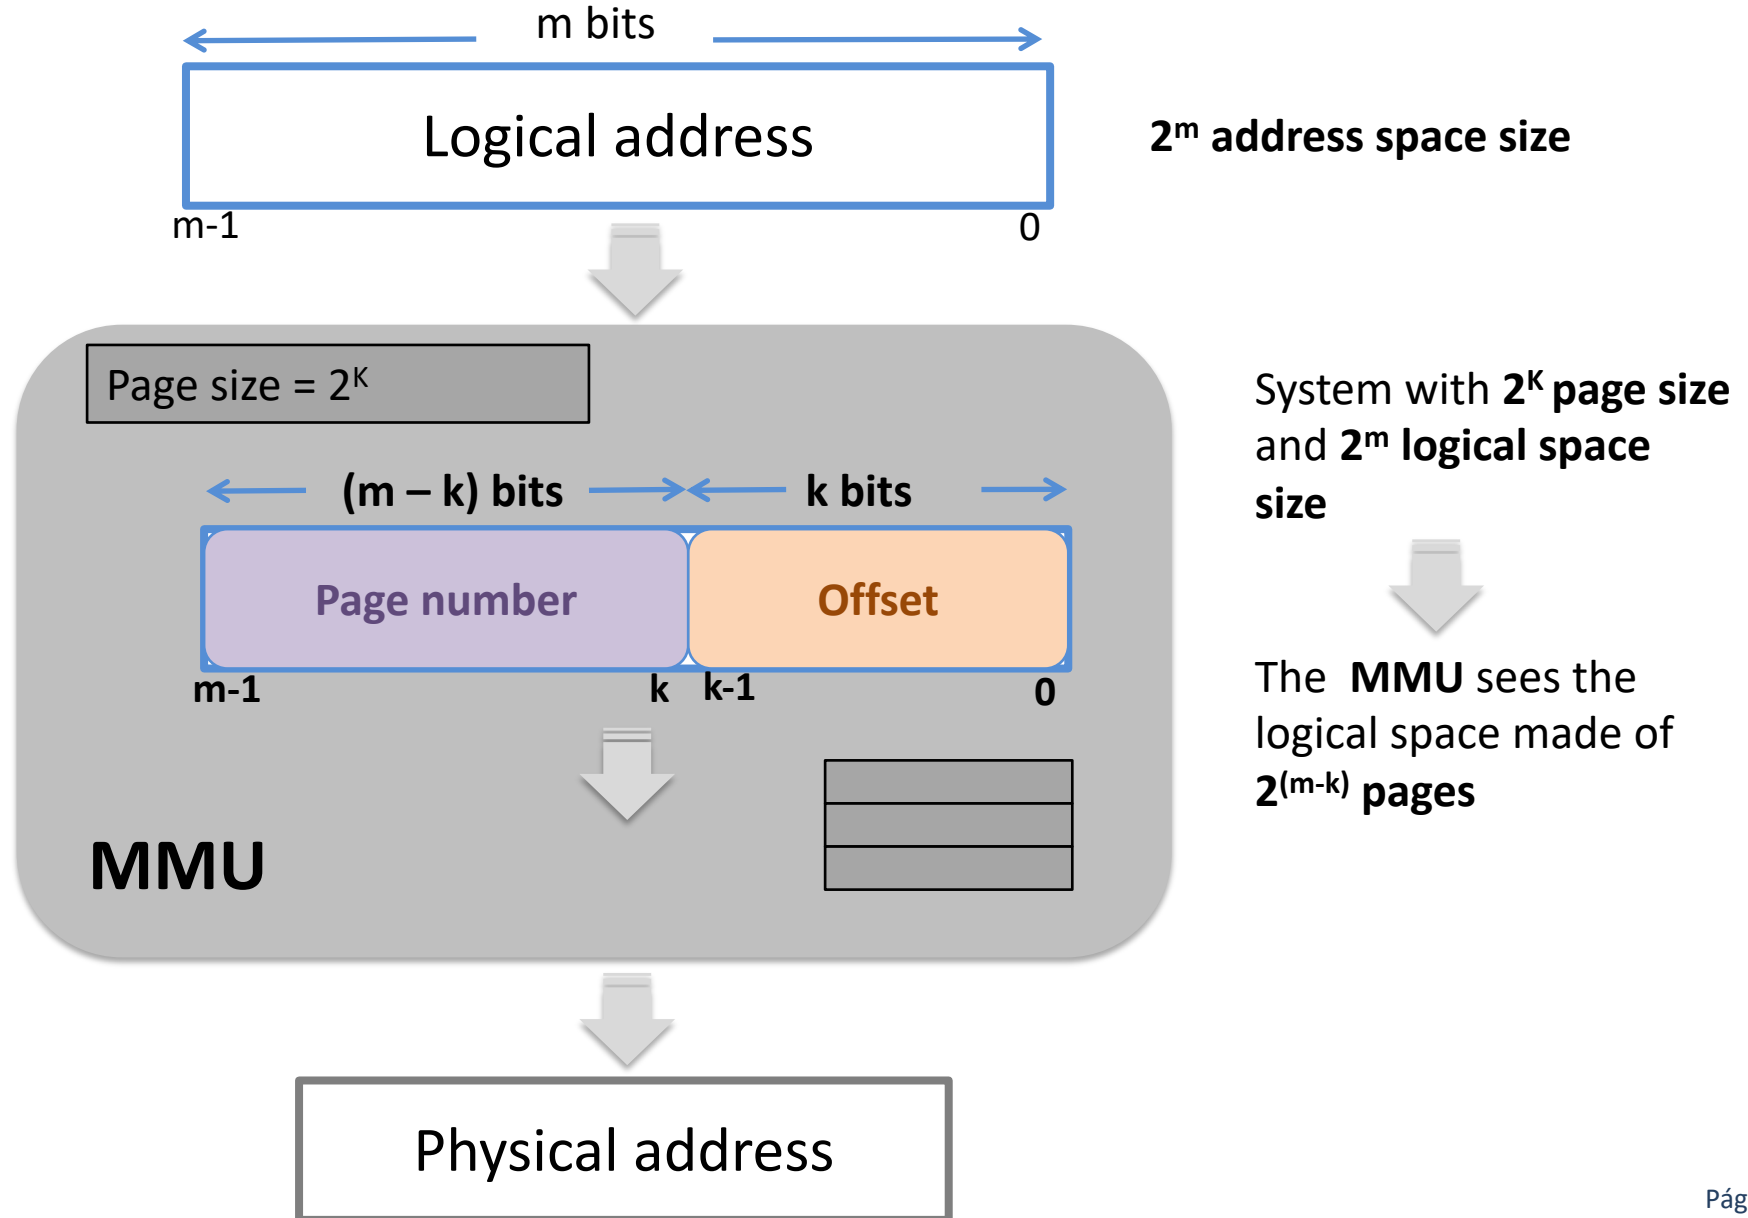 m bits
Logical address
2ᵐ address space size
m-1
0
Page size = 2ᴷ
System with 2ᴷ page size
and 2ᵐ logical space
size
(m – k) bits
k bits
Page number
Offset
m-1
k
k-1
0
The MMU sees the
logical space made of
2⁽ᵐ⁻ᵏ⁾ pages
MMU
Physical address
Pág